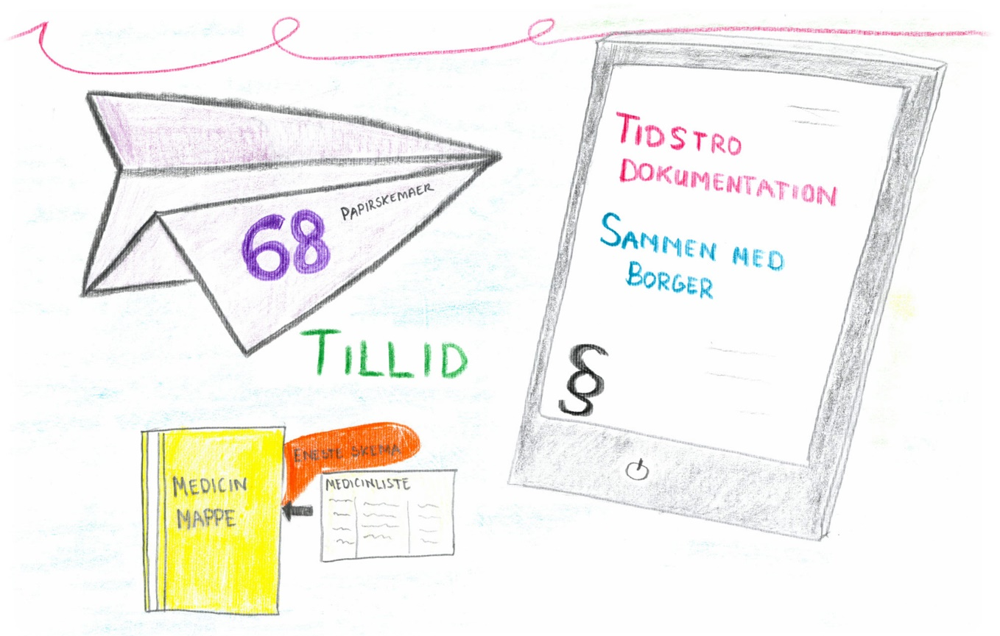 68 PAPIRSKEMAER
TILLID
TIDSTRO
DOKUMENTATION
SAMMEN MED
BORGER
§
MEDICIN
MAPPE
ENESTE SKEMA
MEDICINLISTE